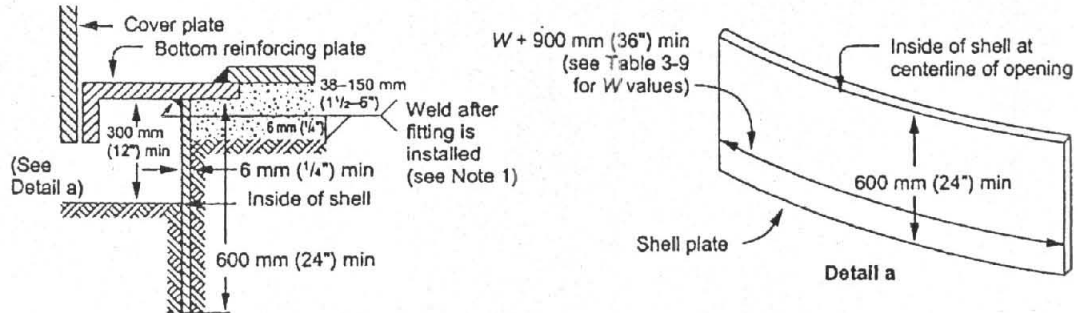 Cover plate
Bottom reinforcing plate
38–150 mm
(1 1/2–6")
6 mm (1/4")
Weld after
fitting is
installed
(see Note 1)
300 mm
(12") min
(See
Detail a)
6 mm (1/4") min
Inside of shell
600 mm (24") min
W + 900 mm (36") min
(see Table 3-9
for W values)
Inside of shell at
centerline of opening
600 mm (24") min
Shell plate
Detail a